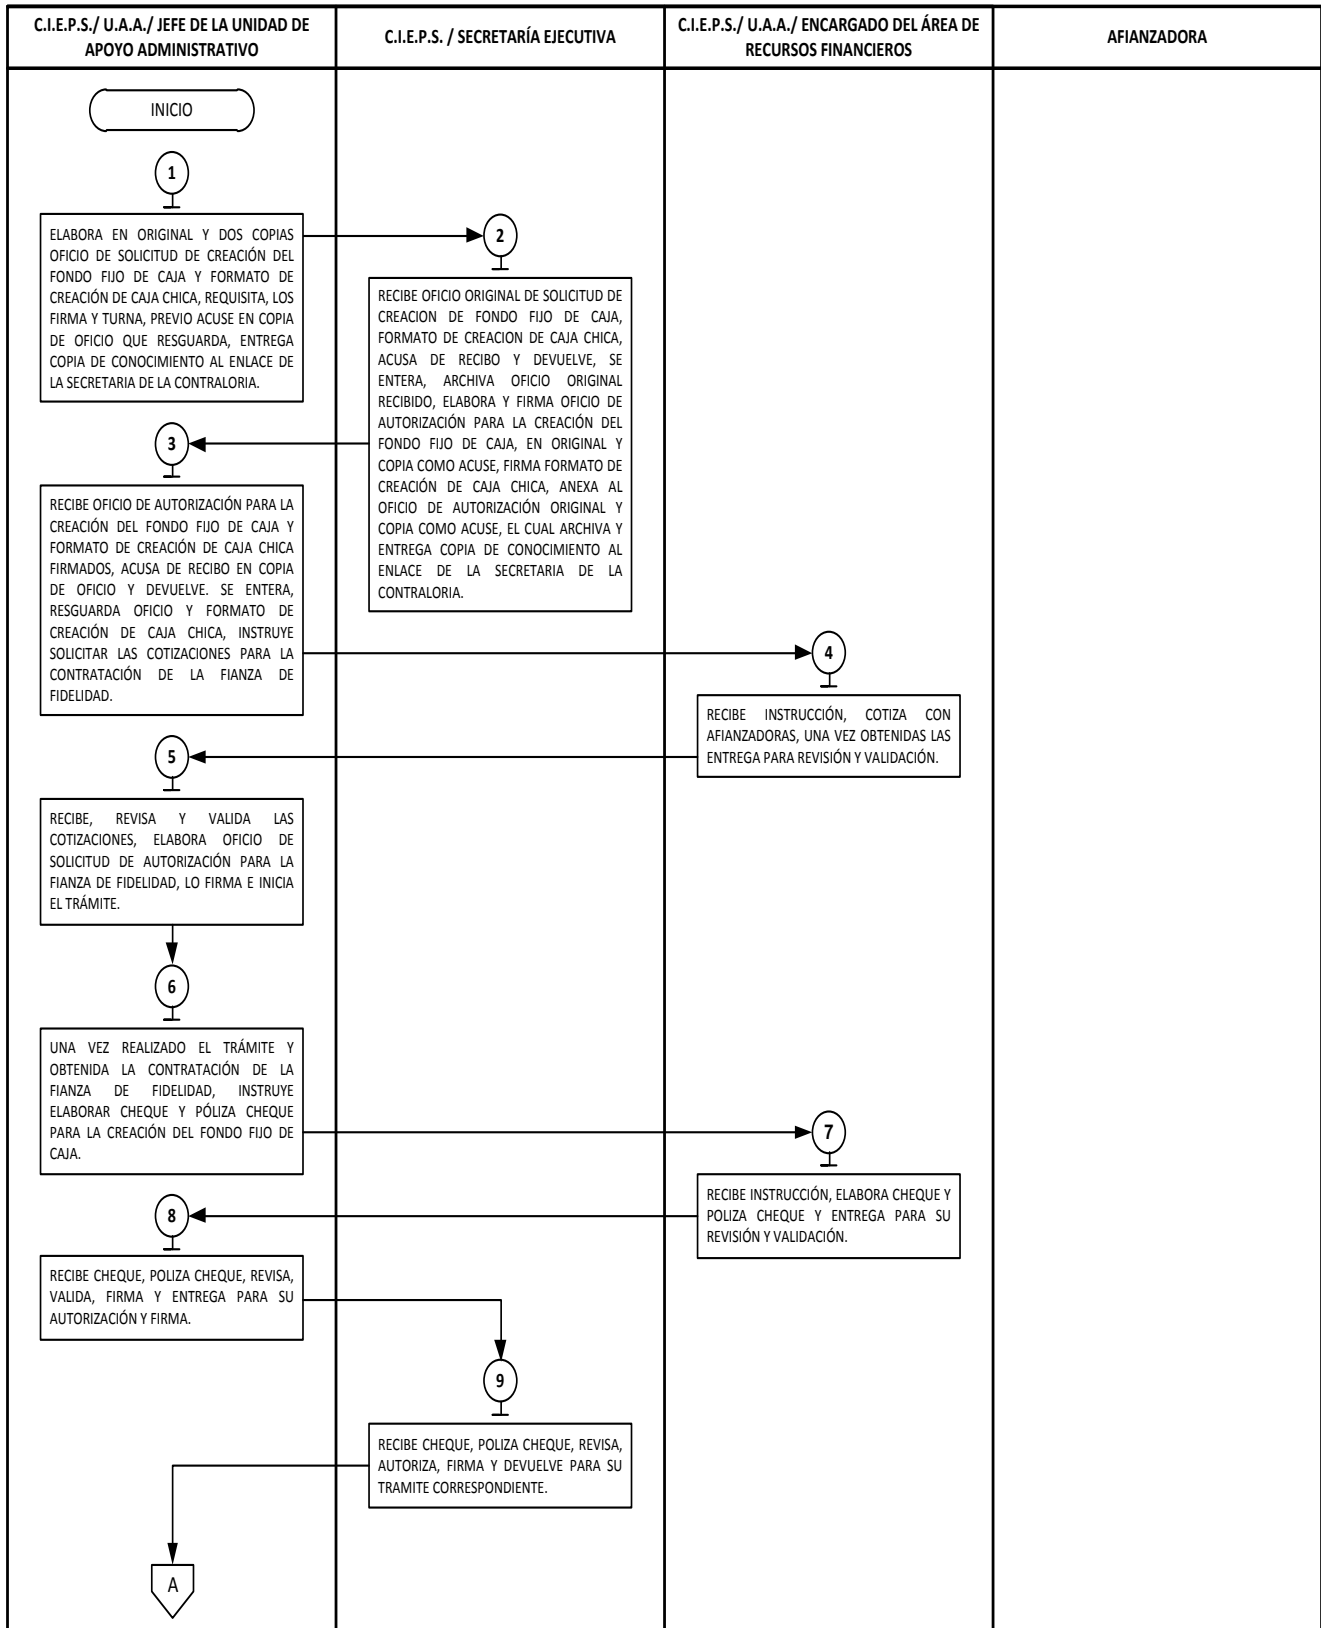 C.I.E.P.S./ U.A.A./ JEFE DE LA UNIDAD DE
APOYO ADMINISTRATIVO
C.I.E.P.S. / SECRETARÍA EJECUTIVA
C.I.E.P.S./ U.A.A./ ENCARGADO DEL ÁREA DE
RECURSOS FINANCIEROS
AFIANZADORA
INICIO
1
ELABORA EN ORIGINAL Y DOS COPIAS
OFICIO DE SOLICITUD DE CREACIÓN DEL
FONDO FIJO DE CAJA Y FORMATO DE
CREACIÓN DE CAJA CHICA, REQUISITA, LOS
FIRMA Y TURNA, PREVIO ACUSE EN COPIA
DE OFICIO QUE RESGUARDA, ENTREGA
COPIA DE CONOCIMIENTO AL ENLACE DE
LA SECRETARIA DE LA CONTRALORIA.
2
RECIBE OFICIO ORIGINAL DE SOLICITUD DE
CREACION DE FONDO FIJO DE CAJA,
FORMATO DE CREACION DE CAJA CHICA,
ACUSA DE RECIBO Y DEVUELVE, SE
ENTERA, ARCHIVA OFICIO ORIGINAL
RECIBIDO, ELABORA Y FIRMA OFICIO DE
AUTORIZACIÓN PARA LA CREACIÓN DEL
FONDO FIJO DE CAJA, EN ORIGINAL Y
COPIA COMO ACUSE, FIRMA FORMATO DE
CREACIÓN DE CAJA CHICA, ANEXA AL
OFICIO DE AUTORIZACIÓN ORIGINAL Y
COPIA COMO ACUSE, EL CUAL ARCHIVA Y
ENTREGA COPIA DE CONOCIMIENTO AL
ENLACE DE LA SECRETARIA DE LA
CONTRALORIA.
3
RECIBE OFICIO DE AUTORIZACIÓN PARA LA
CREACIÓN DEL FONDO FIJO DE CAJA Y
FORMATO DE CREACIÓN DE CAJA CHICA
FIRMADOS, ACUSA DE RECIBO EN COPIA
DE OFICIO Y DEVUELVE. SE ENTERA,
RESGUARDA OFICIO Y FORMATO DE
CREACIÓN DE CAJA CHICA, INSTRUYE
SOLICITAR LAS COTIZACIONES PARA LA
CONTRATACIÓN DE LA FIANZA DE
FIDELIDAD.
4
RECIBE INSTRUCCIÓN, COTIZA CON
AFIANZADORAS, UNA VEZ OBTENIDAS LAS
ENTREGA PARA REVISIÓN Y VALIDACIÓN.
5
RECIBE, REVISA Y VALIDA LAS
COTIZACIONES, ELABORA OFICIO DE
SOLICITUD DE AUTORIZACIÓN PARA LA
FIANZA DE FIDELIDAD, LO FIRMA E INICIA
EL TRÁMITE.
6
UNA VEZ REALIZADO EL TRÁMITE Y
OBTENIDA LA CONTRATACIÓN DE LA
FIANZA DE FIDELIDAD, INSTRUYE
ELABORAR CHEQUE Y PÓLIZA CHEQUE
PARA LA CREACIÓN DEL FONDO FIJO DE
CAJA.
7
RECIBE INSTRUCCIÓN, ELABORA CHEQUE Y
POLIZA CHEQUE Y ENTREGA PARA SU
REVISIÓN Y VALIDACIÓN.
8
RECIBE CHEQUE, POLIZA CHEQUE, REVISA,
VALIDA, FIRMA Y ENTREGA PARA SU
AUTORIZACIÓN Y FIRMA.
9
RECIBE CHEQUE, POLIZA CHEQUE, REVISA,
AUTORIZA, FIRMA Y DEVUELVE PARA SU
TRAMITE CORRESPONDIENTE.
A